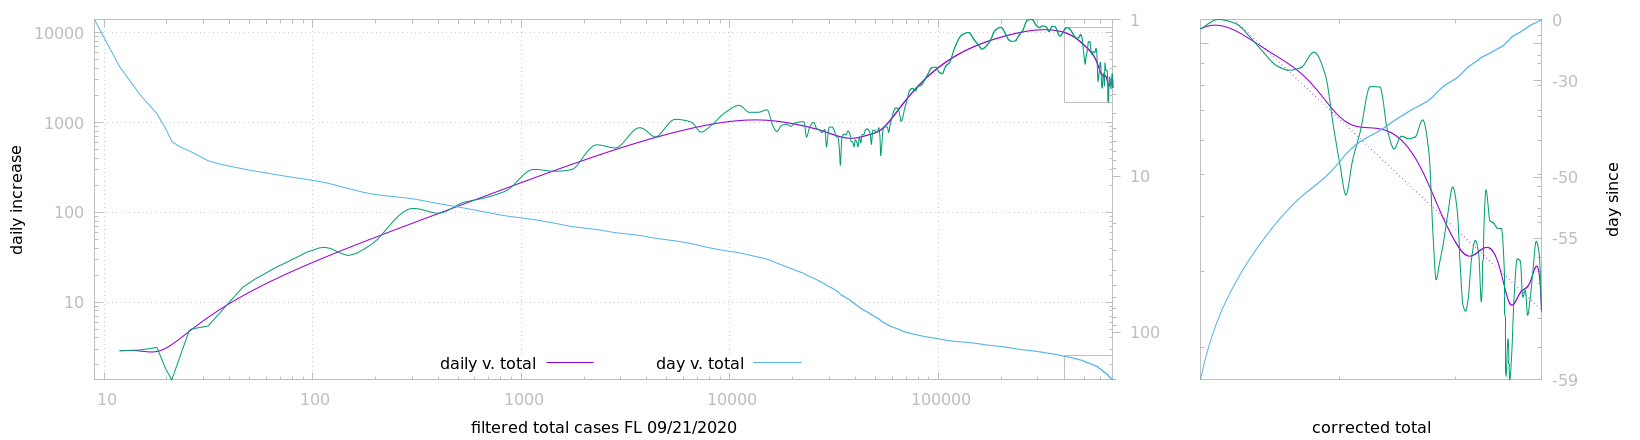 10000
1000
100
10
daily increase
10
100
1000
10000
100000
filtered total cases FL 09/21/2020
daily v. total
day v. total
1
10
100
0
-30
-50
-55
-59
day since
corrected total